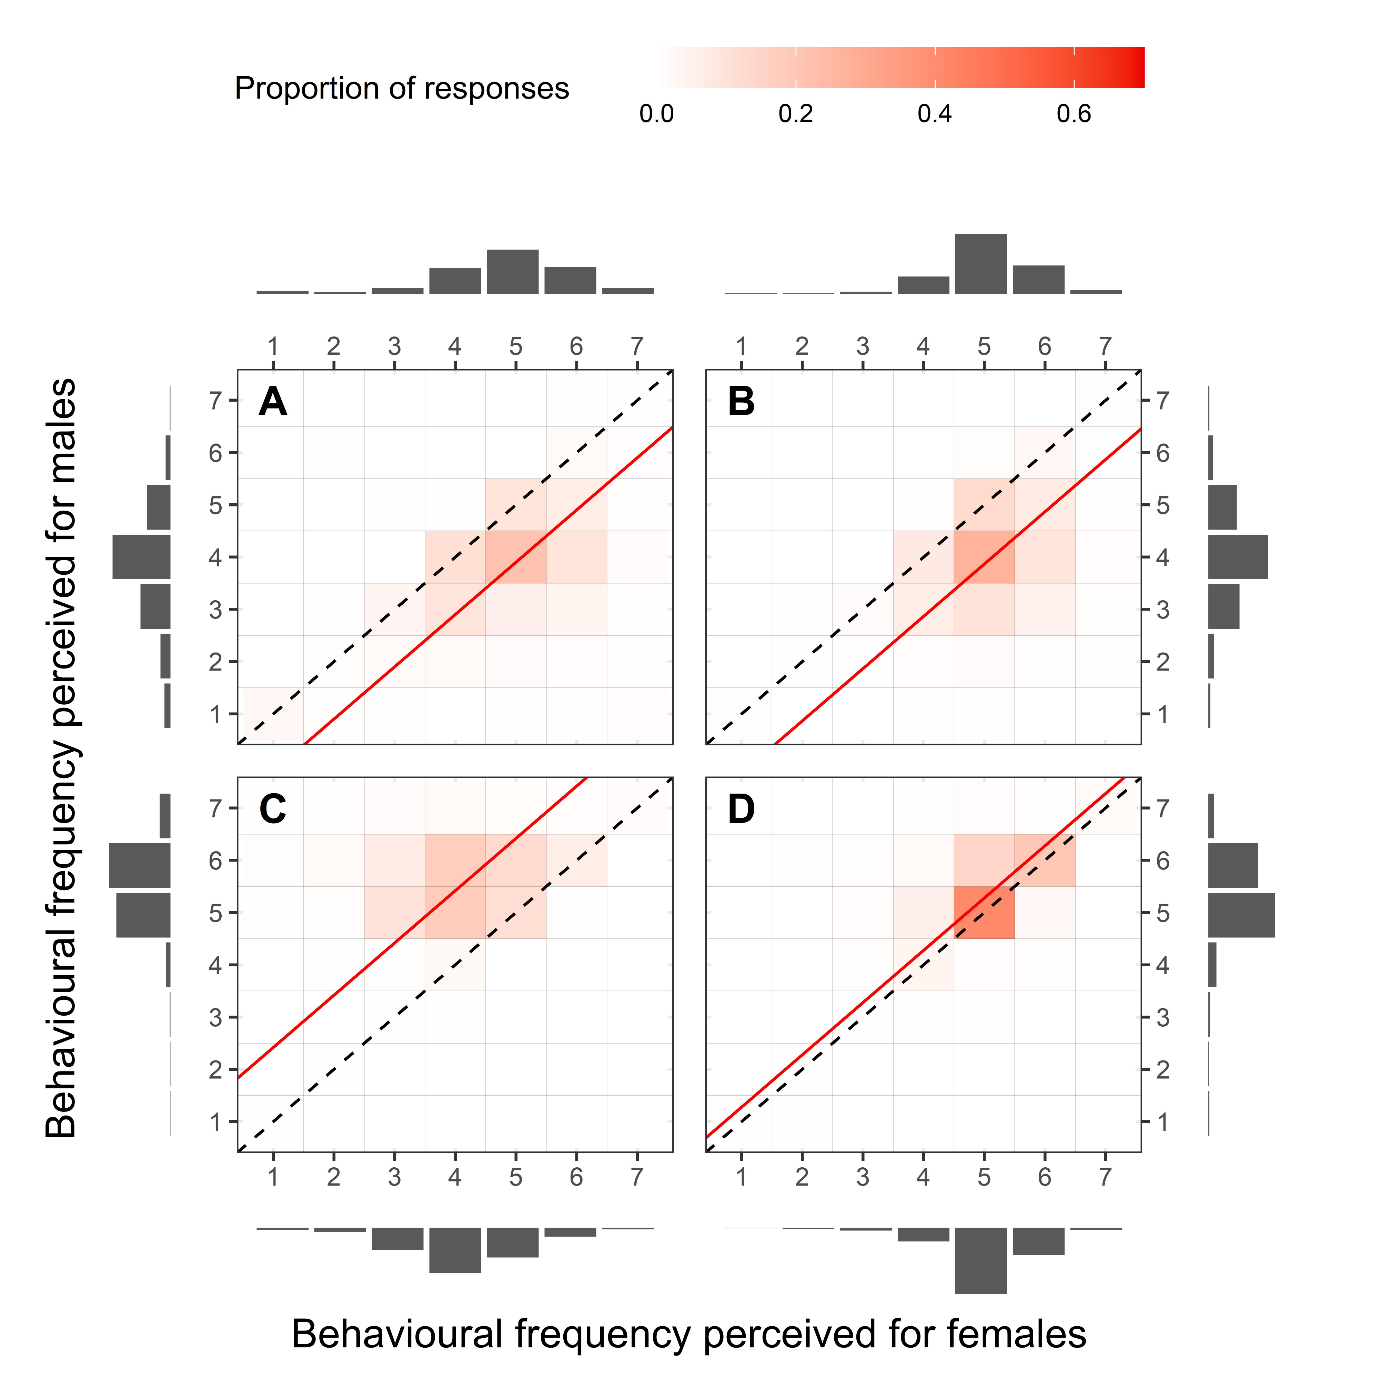 Proportion of responses
0.0 0.2 0.4 0.6
1 2 3 4 5 6 7 1 2 3 4 5 6 7
Behavioural frequency perceived for males
A
B
7
6
5
4
3
2
1
7
6
5
4
3
2
1
C
D
7
6
5
4
3
2
1
7
6
5
4
3
2
1
1 2 3 4 5 6 7 1 2 3 4 5 6 7
Behavioural frequency perceived for females